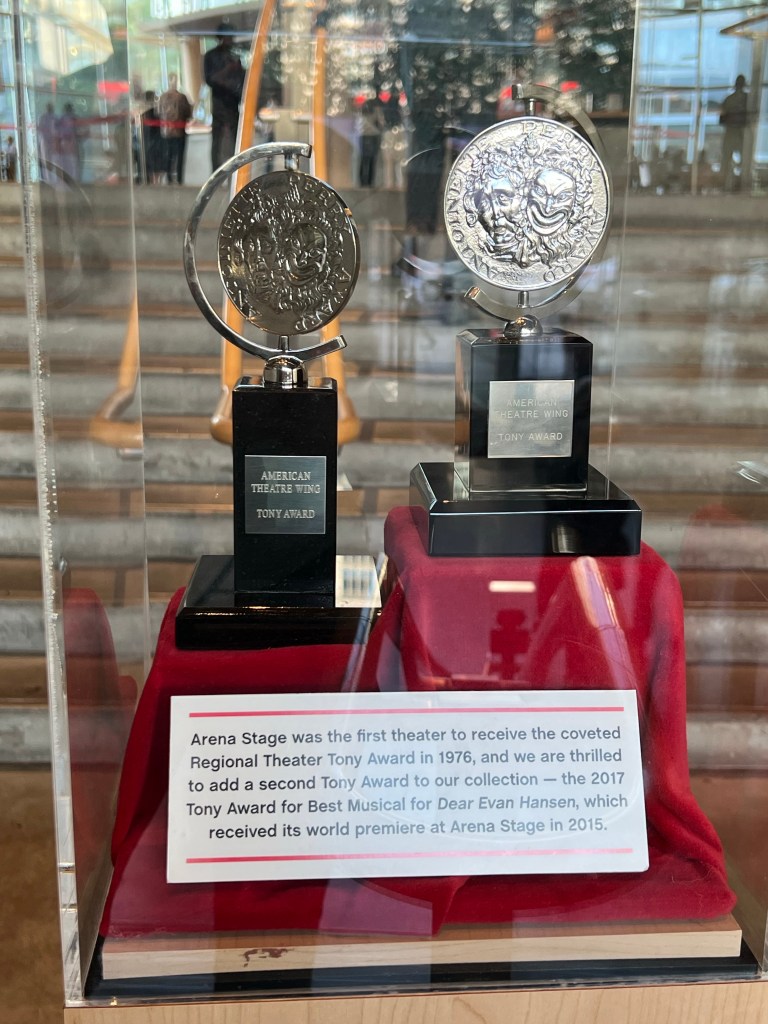 ANTOINETTE PERRY AWARD
AMERICAN
THEATRE WING
TONY AWARD
AMERICAN
THEATRE WING
TONY AWARD
Arena Stage was the first theater to receive the coveted
Regional Theater Tony Award in 1976, and we are thrilled
to add a second Tony Award to our collection — the 2017
Tony Award for Best Musical for Dear Evan Hansen, which
received its world premiere at Arena Stage in 2015.